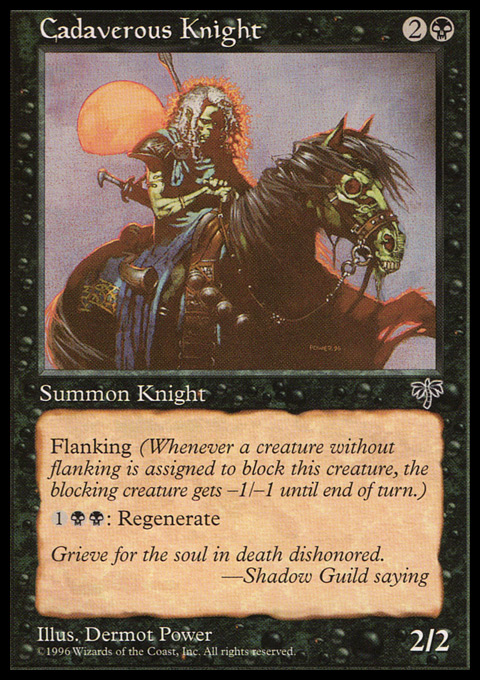 Cadaverous Knight 2
POWER 96
Summon Knight
Flanking (Whenever a creature without
flanking is assigned to block this creature, the
blocking creature gets –1/–1 until end of turn.)
1: Regenerate
Grieve for the soul in death dishonored.
—Shadow Guild saying
Illus. Dermot Power
©1996 Wizards of the Coast, Inc. All rights reserved.
2/2